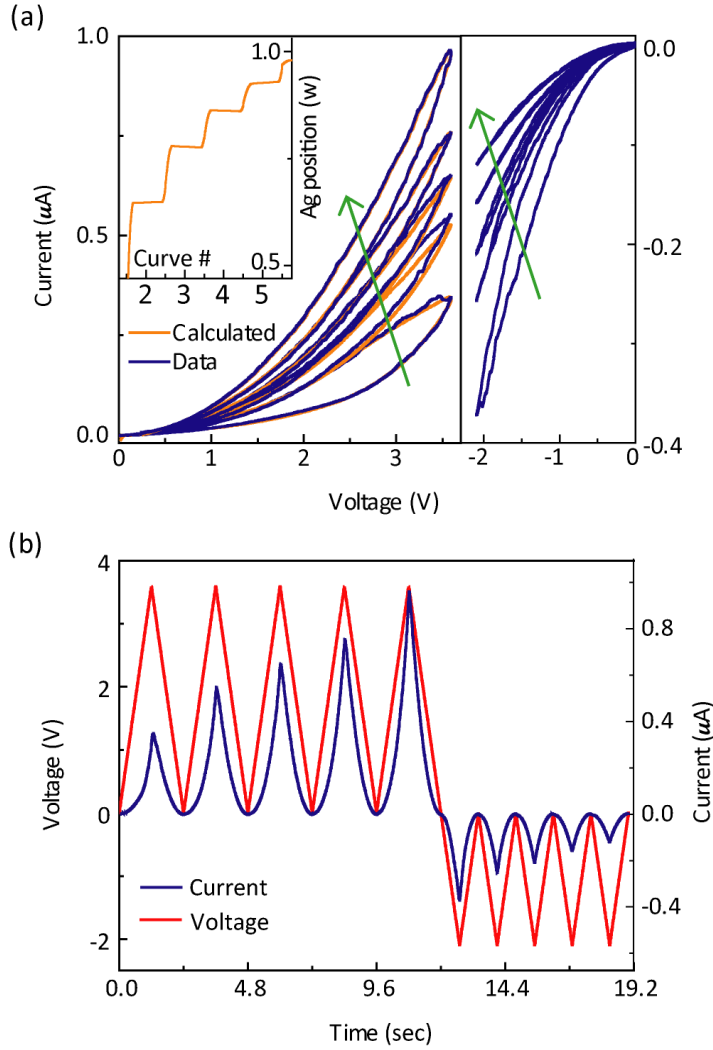 (a)
1.0
0.5
0.0
Current (uA)
1.0
0.5
Ag position (w)
Curve #
2 3 4 5
Calculated
Data
0 1 2 3
-2 -1 0
0.0
-0.2
-0.4
Voltage (V)
(b)
4
2
0
-2
Voltage (V)
0.8
0.4
0.0
-0.4
Current (uA)
Current
Voltage
0.0 4.8 9.6 14.4 19.2
Time (sec)